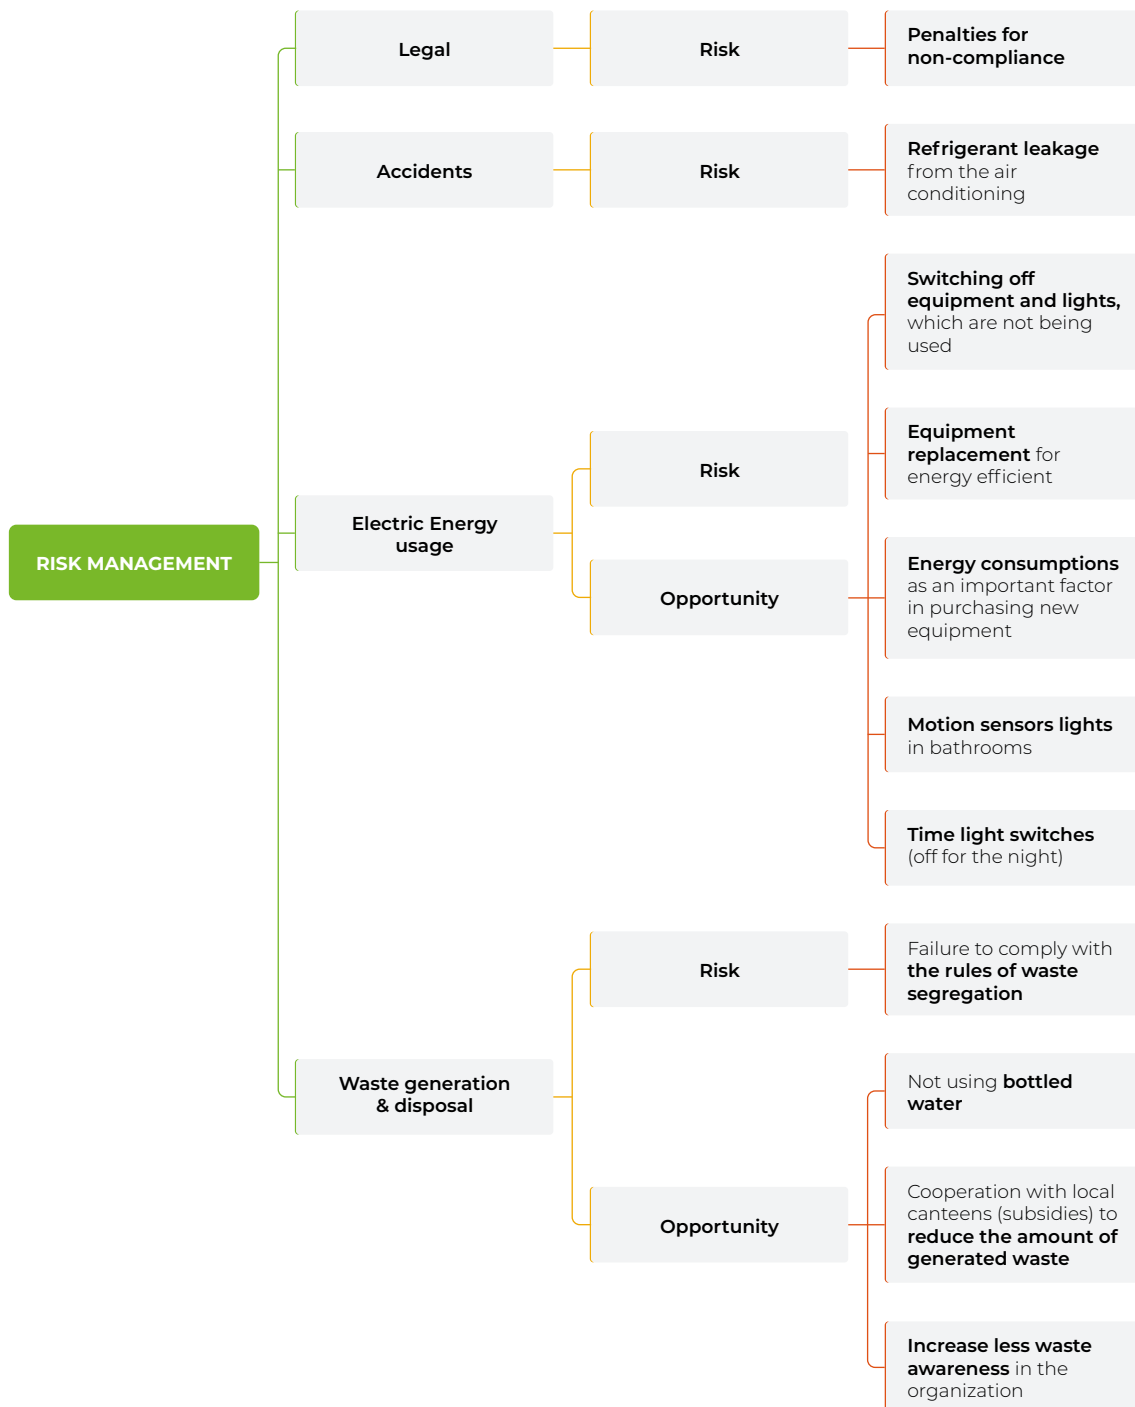 RISK MANAGEMENT
Legal
Risk
Penalties for
non-compliance
Accidents
Risk
Refrigerant leakage
from the air
conditioning
Electric Energy
usage
Risk
Opportunity
Switching off
equipment and lights,
which are not being
used
Equipment
replacement for
energy efficient
Energy consumptions
as an important factor
in purchasing new
equipment
Motion sensors lights
in bathrooms
Time light switches
(off for the night)
Waste generation
& disposal
Risk
Failure to comply with
the rules of waste
segregation
Opportunity
Not using bottled
water
Cooperation with local
canteens (subsidies) to
reduce the amount of
generated waste
Increase less waste
awareness in the
organization